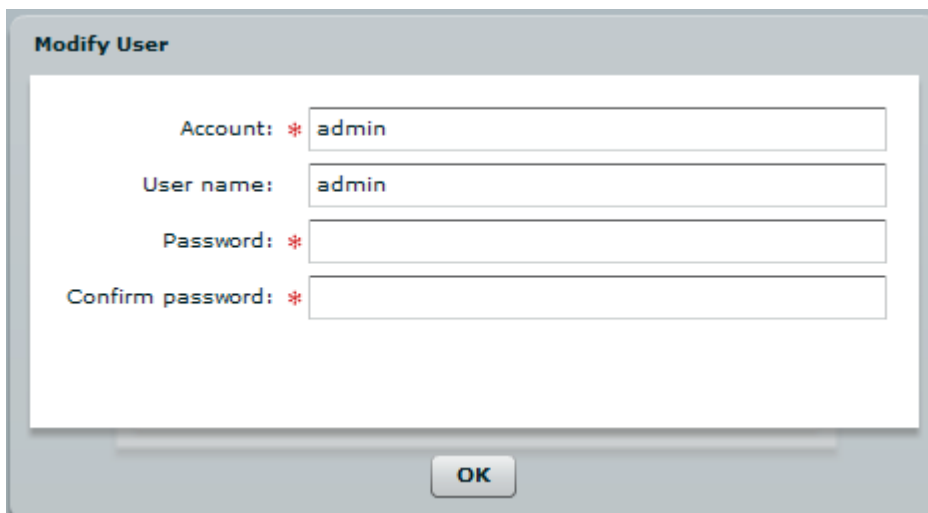 Modify User
Account: * admin
User name: admin
Password: *
Confirm password: *
OK